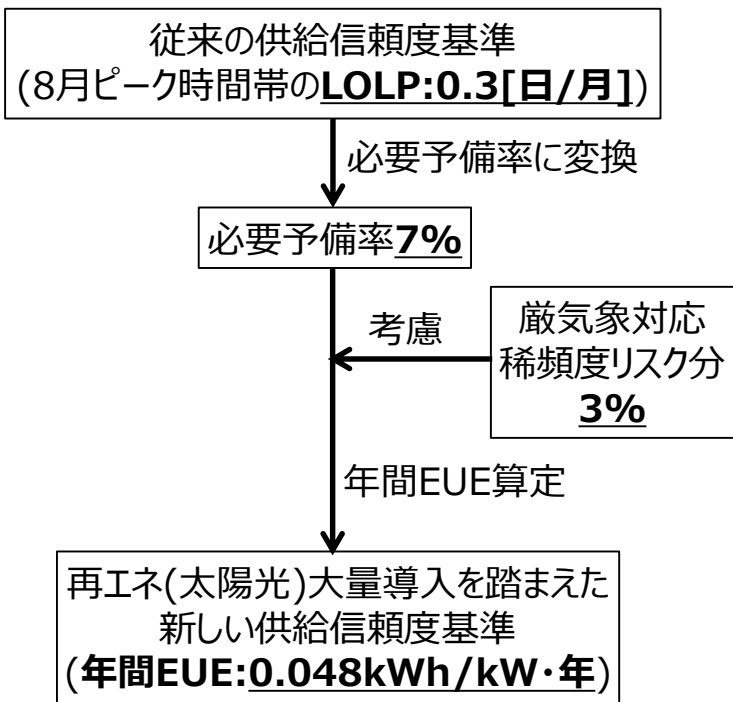 従来の供給信頼度基準
(8月ピーク時間帯のLOLP:0.3[日/月])
必要予備率に変換
必要予備率7%
考慮
厳気象対応
稀頻度リスク分
3%
年間EUE算定
再エネ(太陽光)大量導入を踏まえた
新しい供給信頼度基準
(年間EUE:0.048kWh/kW・年)